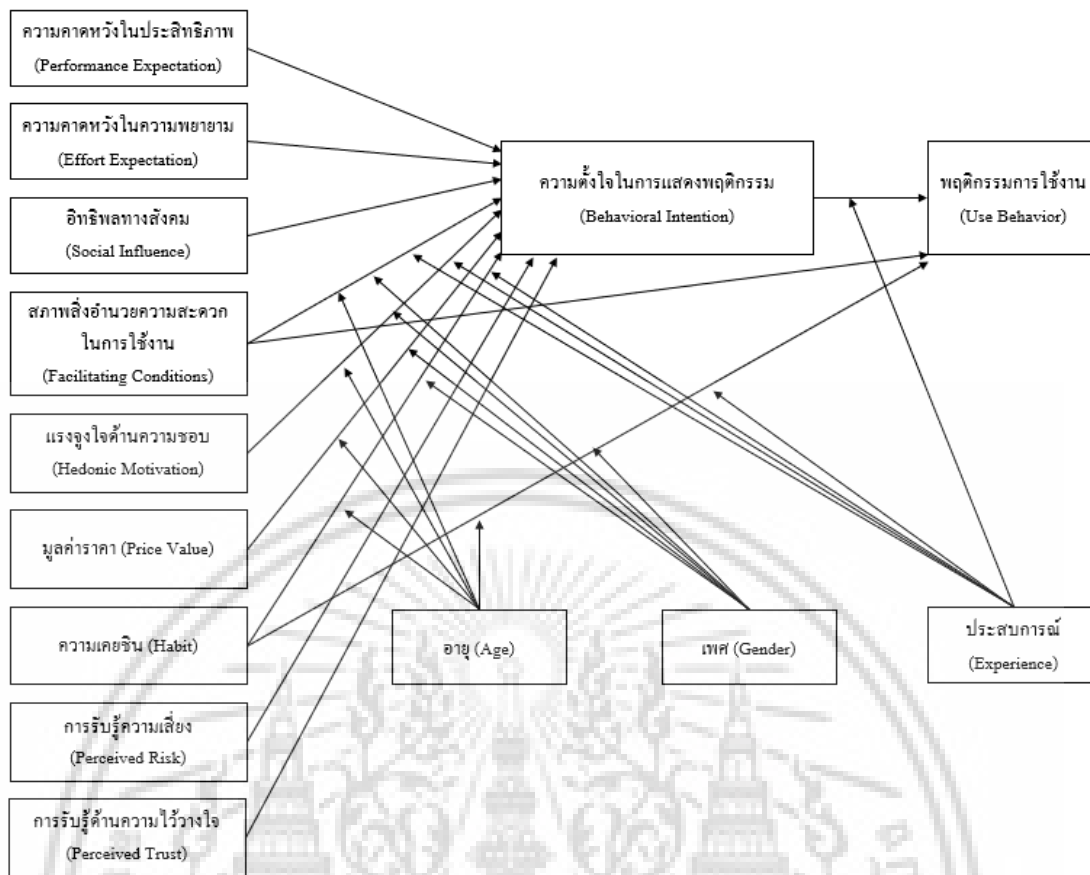 ความคาดหวังในประสิทธิภาพ
(Performance Expectation)
ความคาดหวังในความพยายาม
(Effort Expectation)
อิทธิพลทางสังคม
(Social Influence)
สภาพสิ่งอำนวยความสะดวก
ในการใช้งาน
(Facilitating Conditions)
แรงจูงใจด้านความชอบ
(Hedonic Motivation)
มูลค่าราคา (Price Value)
ความเคยชิน (Habit)
การรับรู้ความเสี่ยง
(Perceived Risk)
การรับรู้ด้านความไว้วางใจ
(Perceived Trust)
ความตั้งใจในการแสดงพฤติกรรม
(Behavioral Intention)
พฤติกรรมการใช้งาน
(Use Behavior)
อายุ (Age)
เพศ (Gender)
ประสบการณ์
(Experience)